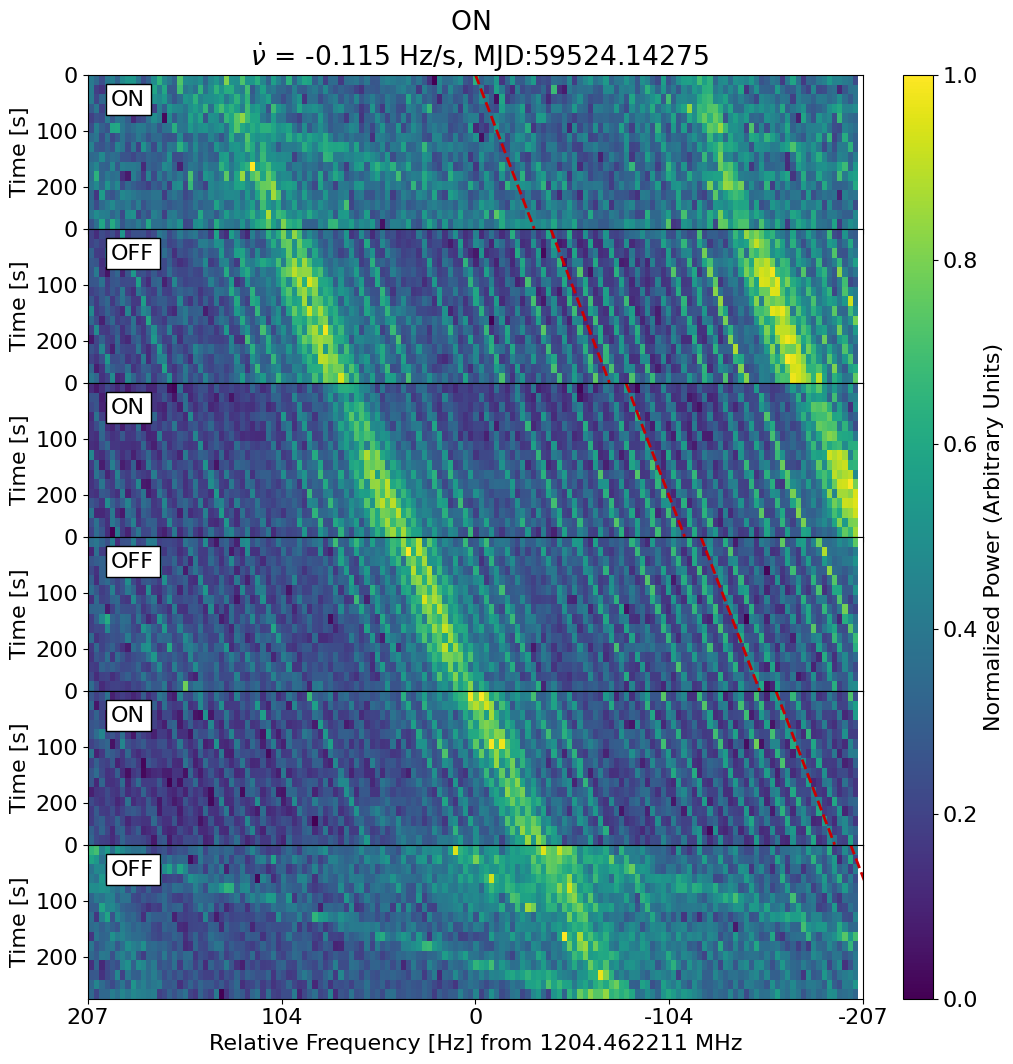 ON
ν̇ = -0.115 Hz/s, MJD:59524.14275
ON
OFF
ON
OFF
ON
OFF
Time [s]
0
100
200
Time [s]
0
100
200
Time [s]
0
100
200
Time [s]
0
100
200
Time [s]
0
100
200
Time [s]
0
100
200
207
104
0
-104
-207
Relative Frequency [Hz] from 1204.462211 MHz
1.0
0.8
0.6
0.4
0.2
0.0
Normalized Power (Arbitrary Units)